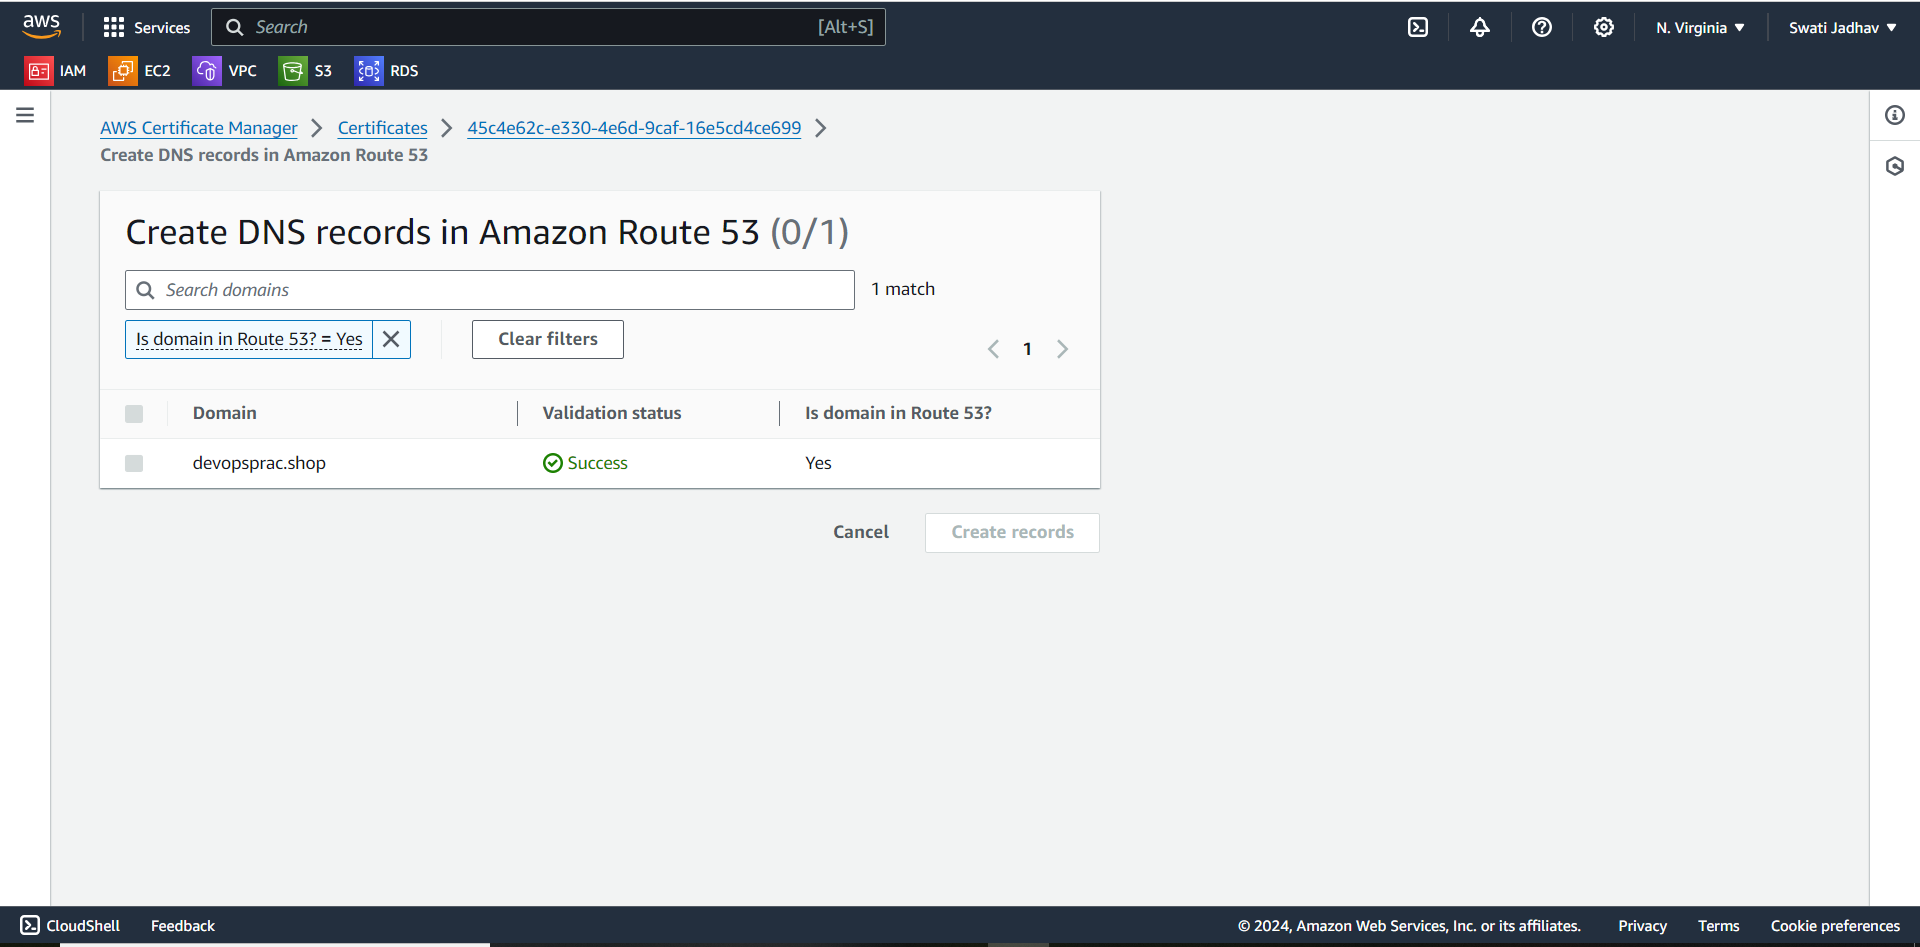 aws Services Search [Alt+S] N. Virginia Swati Jadhav
IAM EC2 VPC S3 RDS
AWS Certificate Manager Certificates 45c4e62c-e330-4e6d-9caf-16e5cd4ce699
Create DNS records in Amazon Route 53
Create DNS records in Amazon Route 53 (0/1)
Search domains 1 match
Is domain in Route 53? = Yes Clear filters
1
Domain Validation status Is domain in Route 53?
devopsprac.shop Success Yes
Cancel Create records
CloudShell Feedback © 2024, Amazon Web Services, Inc. or its affiliates. Privacy Terms Cookie preferences